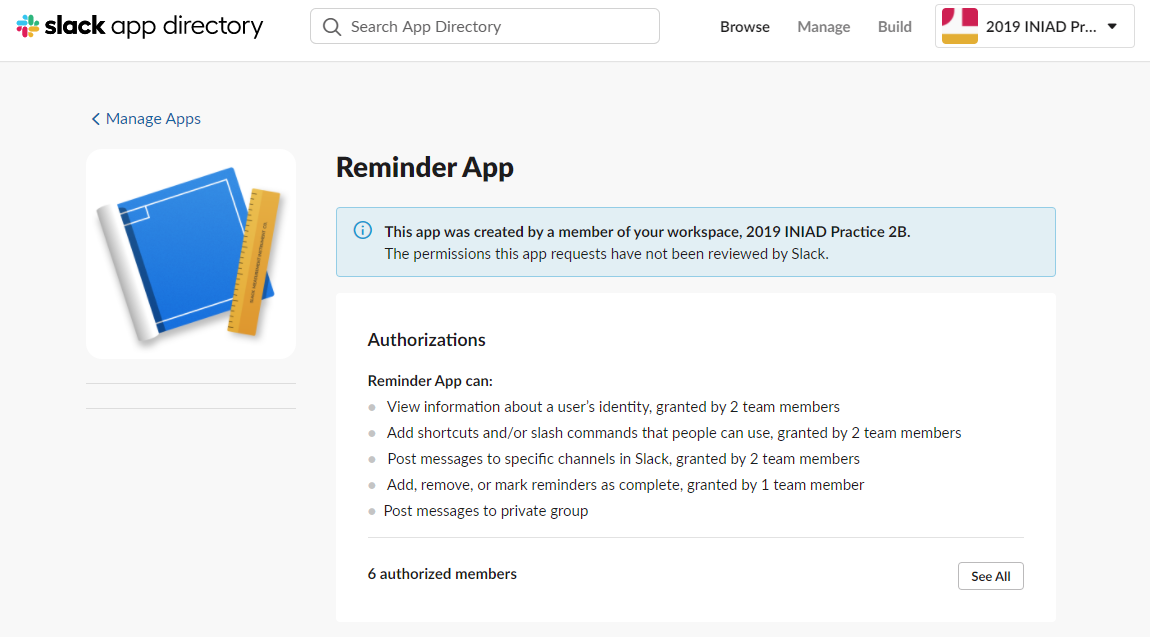 slack app directory
Search App Directory
Browse
Manage
Build
2019 INIAD Pr...
Manage Apps
Reminder App
This app was created by a member of your workspace, 2019 INIAD Practice 2B.
The permissions this app requests have not been reviewed by Slack.
Authorizations
Reminder App can:
View information about a user’s identity, granted by 2 team members
Add shortcuts and/or slash commands that people can use, granted by 2 team members
Post messages to specific channels in Slack, granted by 2 team members
Add, remove, or mark reminders as complete, granted by 1 team member
Post messages to private group
6 authorized members
See All